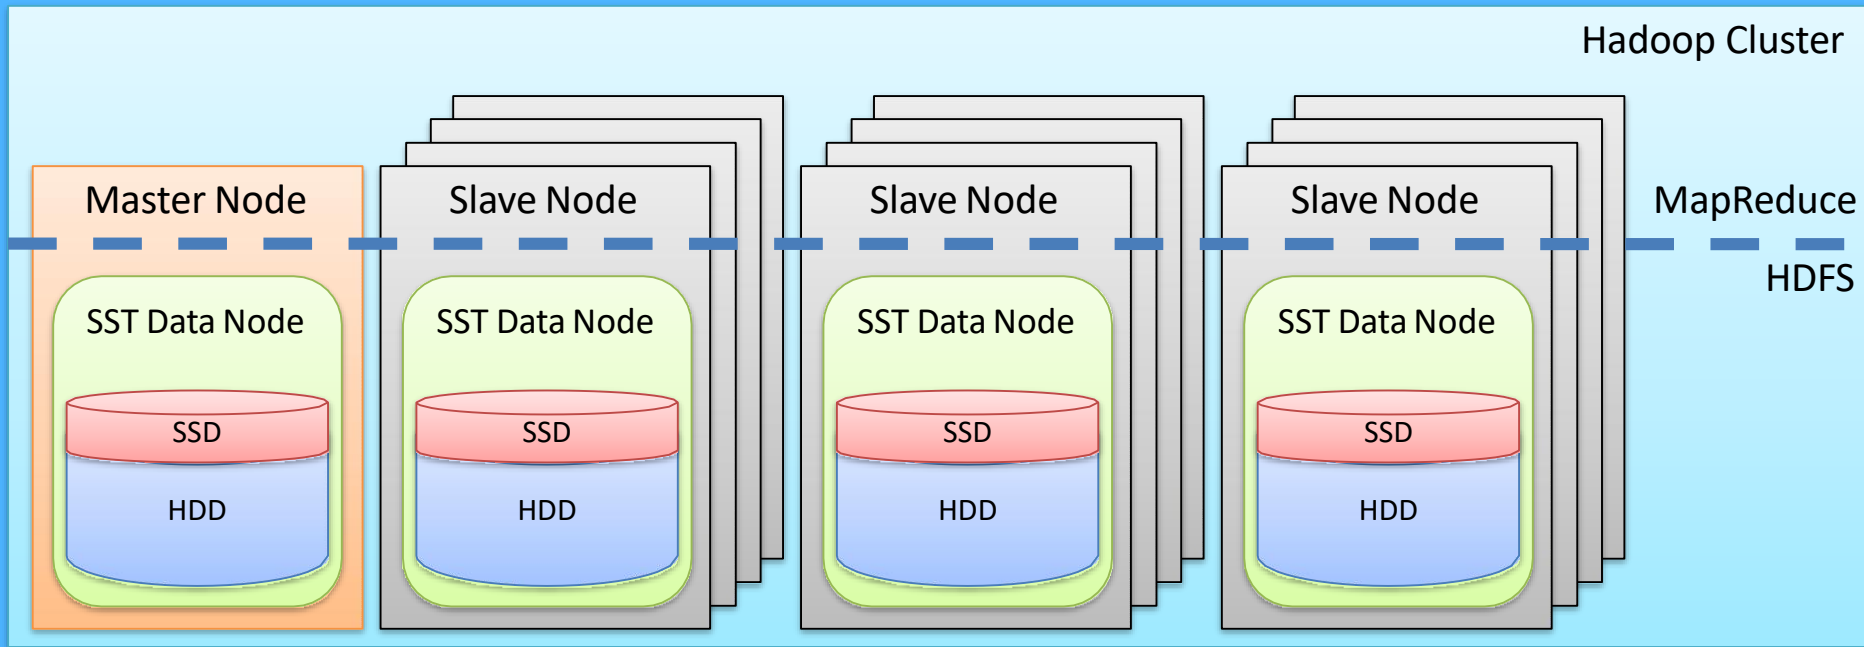 Hadoop Cluster
Master Node
Slave Node
Slave Node
Slave Node
MapReduce
HDFS
SST Data Node
SST Data Node
SST Data Node
SST Data Node
SSD
SSD
SSD
SSD
HDD
HDD
HDD
HDD